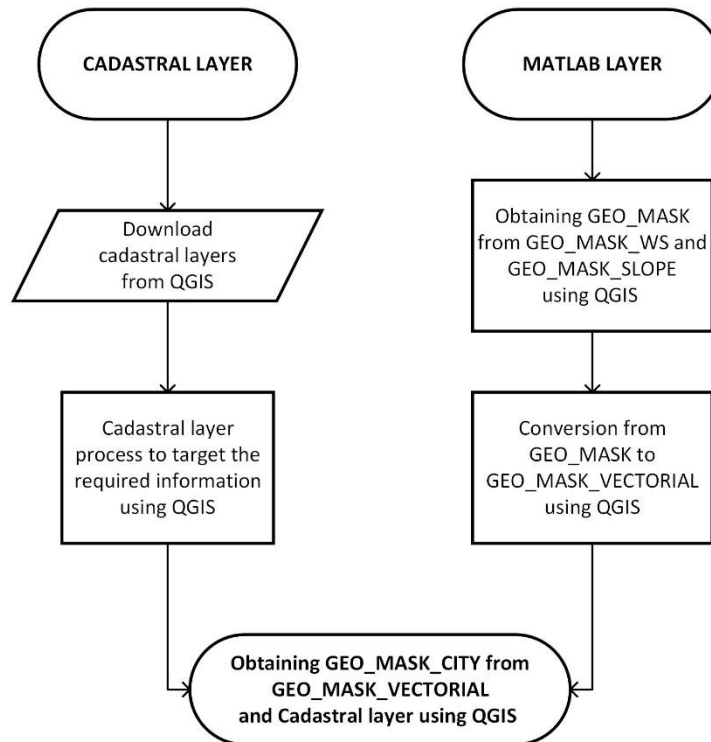 CADASTRAL LAYER
MATLAB LAYER
Download
cadastral layers
from QGIS
Obtaining GEO_MASK
from GEO_MASK_WS and
GEO_MASK_SLOPE
using QGIS
Cadastral layer
process to target the
required information
using QGIS
Conversion from
GEO_MASK to
GEO_MASK_VECTORIAL
using QGIS
Obtaining GEO_MASK_CITY from
GEO_MASK_VECTORIAL
and Cadastral layer using QGIS